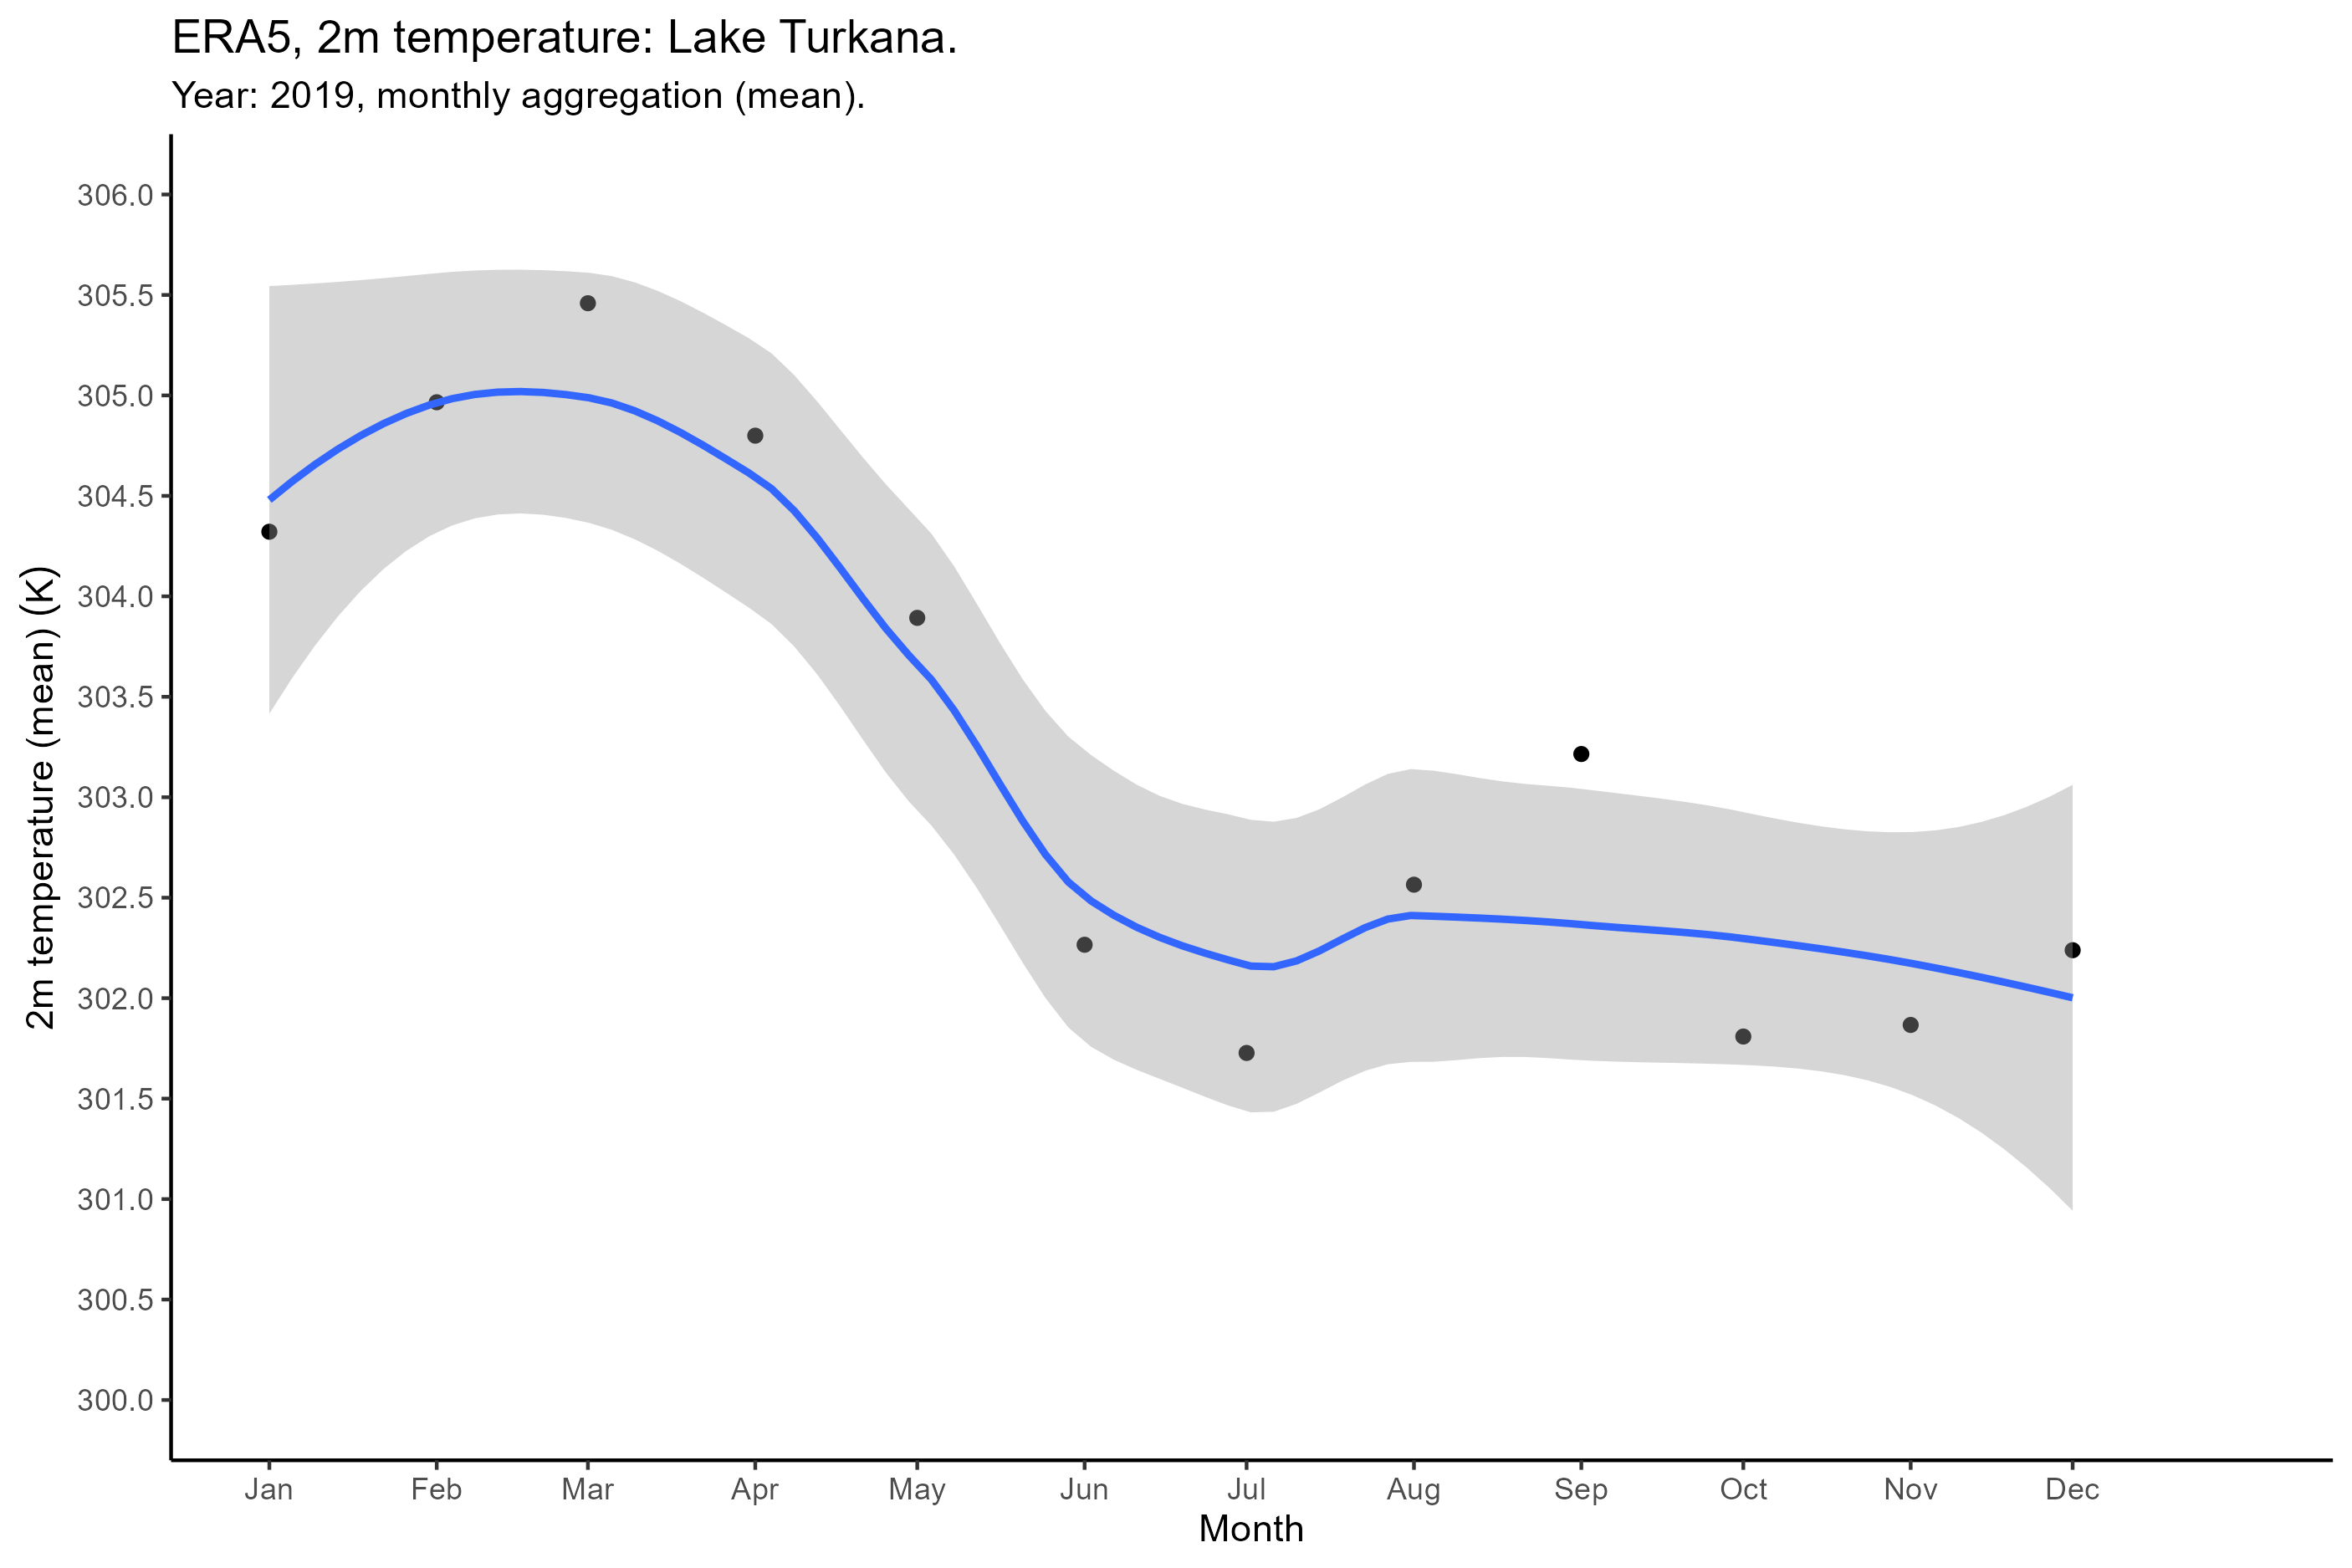 ERA5, 2m temperature: Lake Turkana.
Year: 2019, monthly aggregation (mean).
2m temperature (mean) (K)
306.0
305.5
305.0
304.5
304.0
303.5
303.0
302.5
302.0
301.5
301.0
300.5
300.0
Jan Feb Mar Apr May Jun Jul Aug Sep Oct Nov Dec
Month